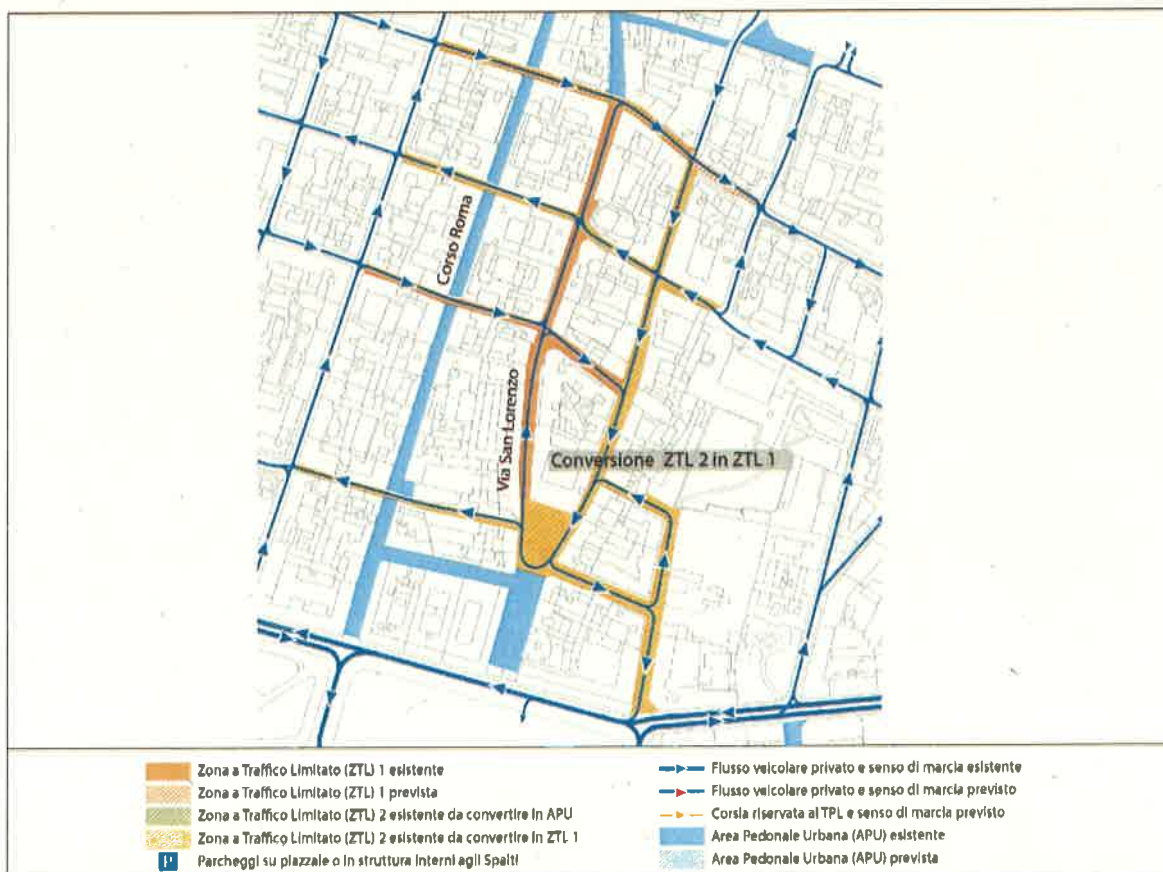 Corso Roma
Via San Lorenzo
Conversione ZTL 2 in ZTL 1
Zona a Traffico Limitato (ZTL) 1 esistente
Zona a Traffico Limitato (ZTL) 1 prevista
Zona a Traffico Limitato (ZTL) 2 esistente da convertire in APU
Zona a Traffico Limitato (ZTL) 2 esistente da convertire in ZTL 1
P Parcheggi su piazzale o in struttura interni agli Spalti
Flusso veicolare privato e senso di marcia esistente
Flusso veicolare privato e senso di marcia previsto
Corsia riservata al TPL e senso di marcia previsto
Area Pedonale Urbana (APU) esistente
Area Pedonale Urbana (APU) prevista